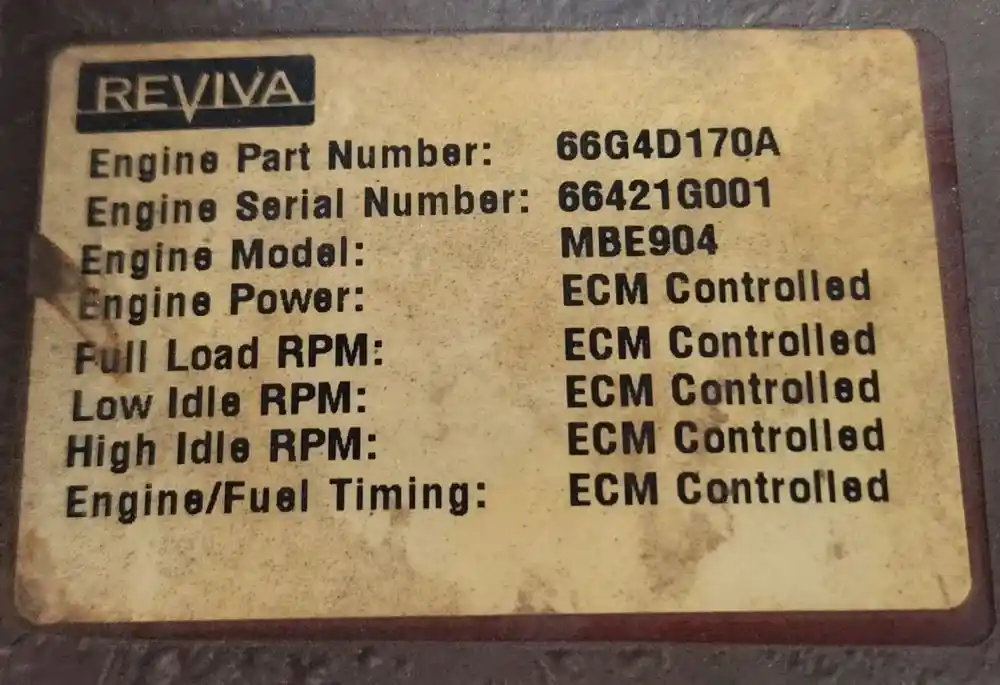 REVIVA
Engine Part Number: 66G4D170A
Engine Serial Number: 66421G001
Engine Model: MBE904
Engine Power: ECM Controlled
Full Load RPM: ECM Controlled
Low Idle RPM: ECM Controlled
High Idle RPM: ECM Controlled
Engine/Fuel Timing: ECM Controlled